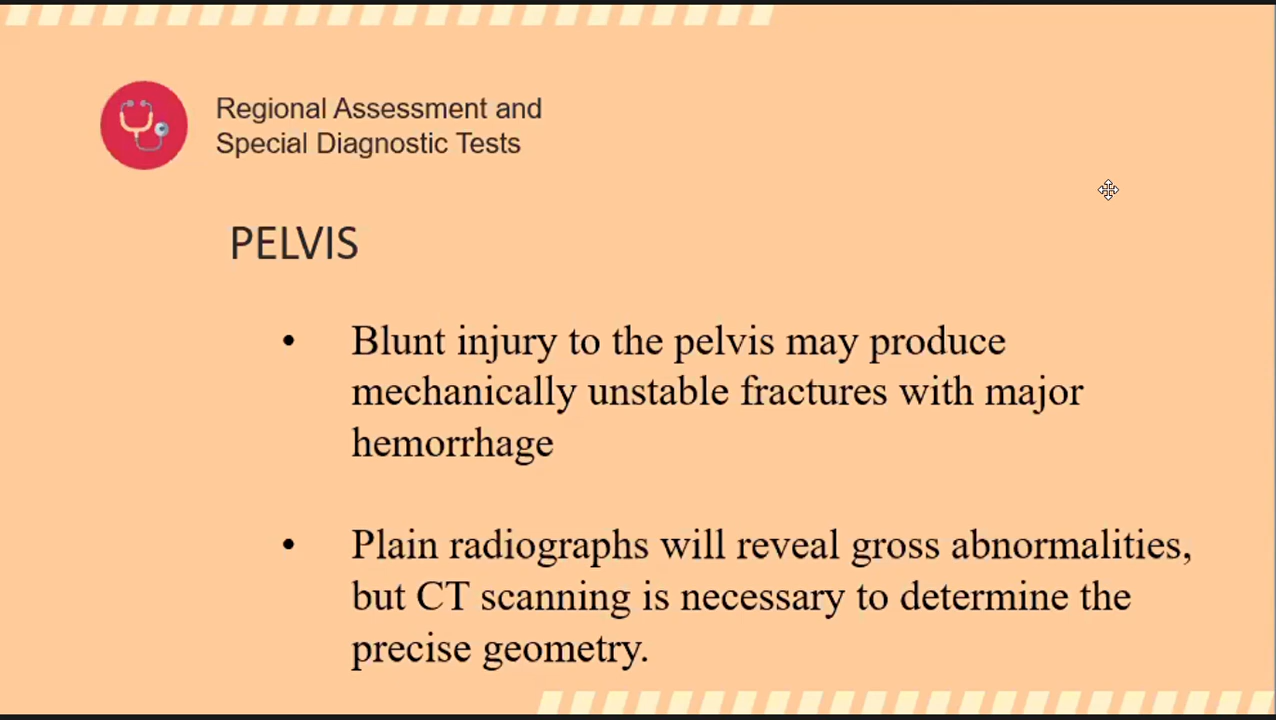 Regional Assessment and
Special Diagnostic Tests
PELVIS
• Blunt injury to the pelvis may produce
mechanically unstable fractures with major
hemorrhage
• Plain radiographs will reveal gross abnormalities,
but CT scanning is necessary to determine the
precise geometry.